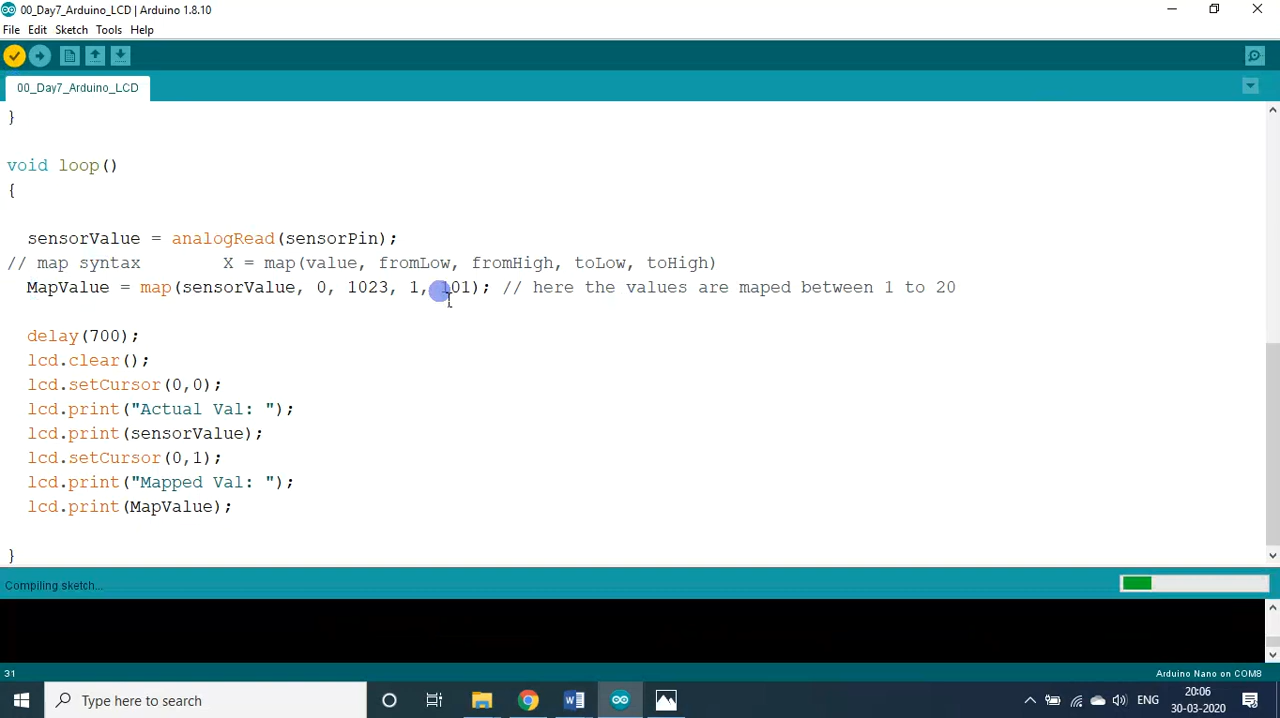 00_Day7_Arduino_LCD | Arduino 1.8.10
File Edit Sketch Tools Help
00_Day7_Arduino_LCD
}
void loop()
{
sensorValue = analogRead(sensorPin);
// map syntax X = map(value, fromLow, fromHigh, toLow, toHigh)
MapValue = map(sensorValue, 0, 1023, 1, 101); // here the values are maped between 1 to 20
delay(700);
lcd.clear();
lcd.setCursor(0,0);
lcd.print("Actual Val: ");
lcd.print(sensorValue);
lcd.setCursor(0,1);
lcd.print("Mapped Val: ");
lcd.print(MapValue);
}
Compiling sketch...
31
Arduino Nano on COM8
Type here to search
ENG
20:06
30-03-2020